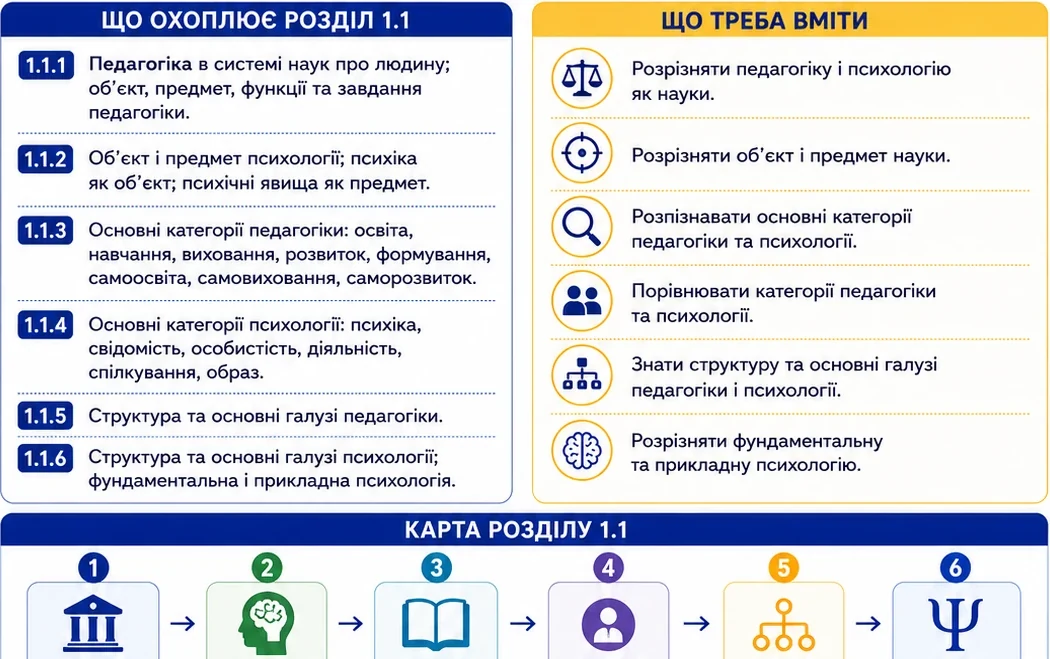 ЩО ОХОПЛЮЄ РОЗДІЛ 1.1
1.1.1
Педагогіка в системі наук про людину;
об’єкт, предмет, функції та завдання
педагогіки.
1.1.2
Об’єкт і предмет психології; психіка
як об’єкт; психічні явища як предмет.
1.1.3
Основні категорії педагогіки: освіта,
навчання, виховання, розвиток, формування,
самоосвіта, самовиховання, саморозвиток.
1.1.4
Основні категорії психології: психіка,
свідомість, особистість, діяльність,
спілкування, образ.
1.1.5
Структура та основні галузі педагогіки.
1.1.6
Структура та основні галузі психології;
фундаментальна і прикладна психологія.
ЩО ТРЕБА ВМІТИ
Розрізняти педагогіку і психологію
як науки.
Розрізняти об’єкт і предмет науки.
Розпізнавати основні категорії
педагогіки та психології.
Порівнювати категорії педагогіки
та психології.
Знати структуру та основні галузі
педагогіки і психології.
Розрізняти фундаментальну
та прикладну психологію.
КАРТА РОЗДІЛУ 1.1
1
2
3
4
5
6
Ψ